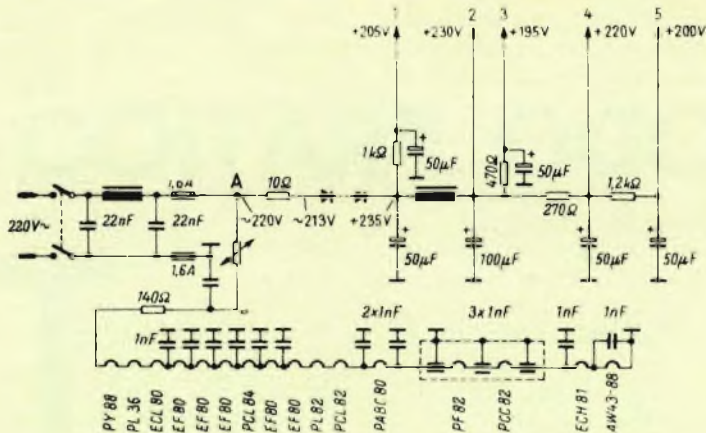 1 2 3 4 5
+205V +230V +195V +220V +200V
1kΩ
+
50µF
470Ω
+
50µF
1,6A
A
10Ω
270Ω
1,2kΩ
220V~
22nF
22nF
~220V
~213V
+235V
+
50µF
+
100µF
+
50µF
+
50µF
1,6A
140Ω
1nF
2x1nF
3x1nF
1nF
1nF
PY 88
PL 36
ECL 80
EF 80
EF 80
EF 80
PCL 84
EF 80
EF 80
PL 82
PCL 82
PABC 80
PF 82
PCC 82
ECH 81
AW43-88